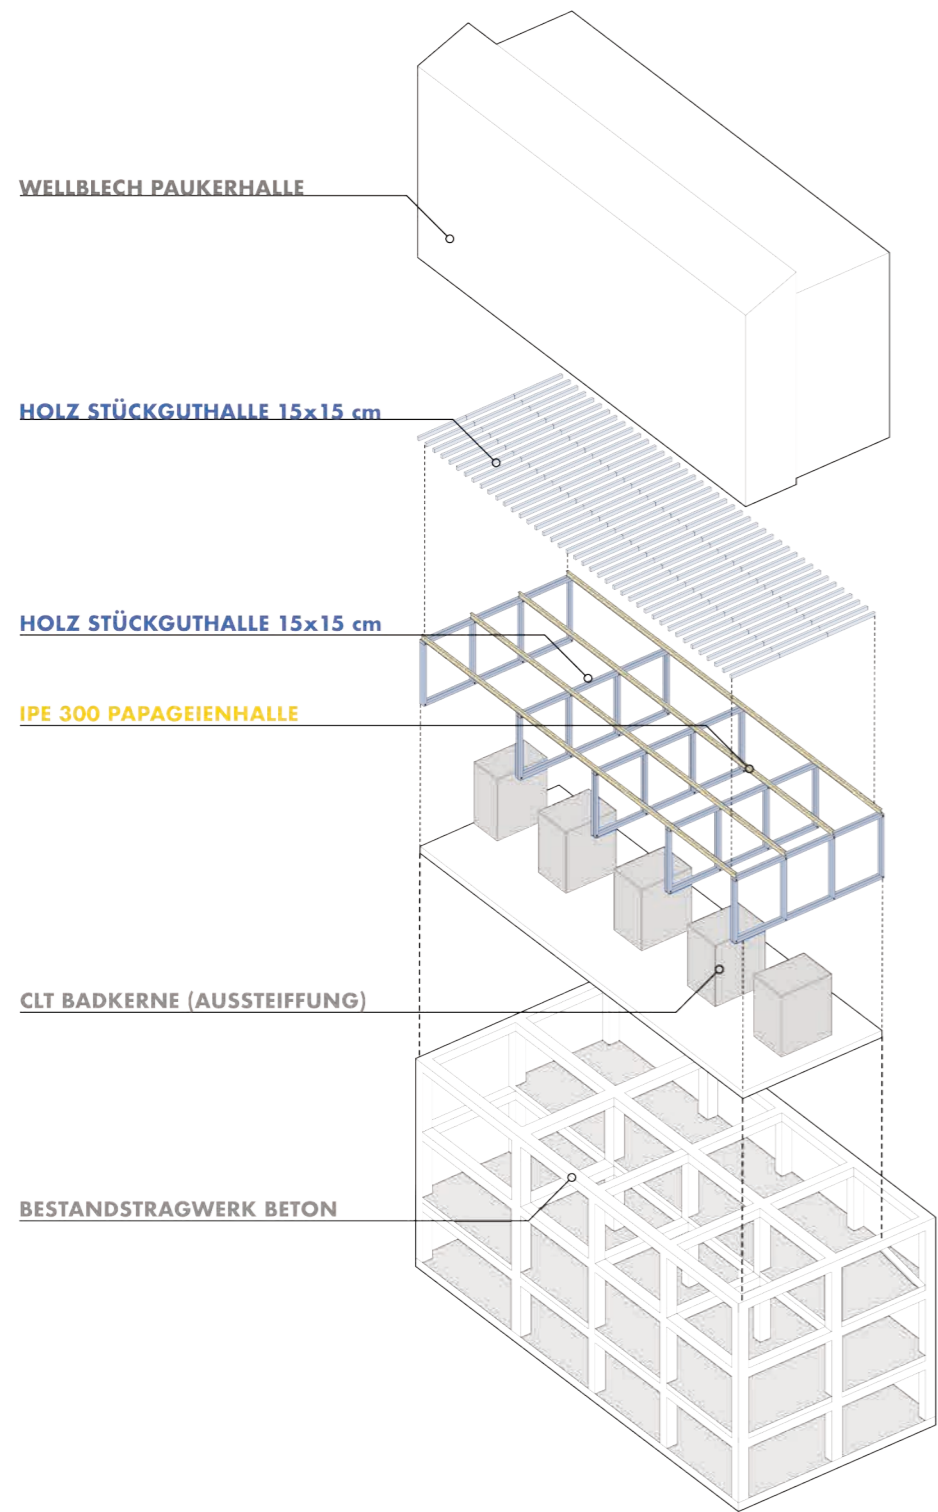 WELLBLECH PAUKERHALLE
HOLZ STÜCKGUTHALLE 15x15 cm
HOLZ STÜCKGUTHALLE 15x15 cm
IPE 300 PAPAGEIENHALLE
CLT BADKERNE (AUSSTEIFFUNG)
BESTANDSTRAGWERK BETON